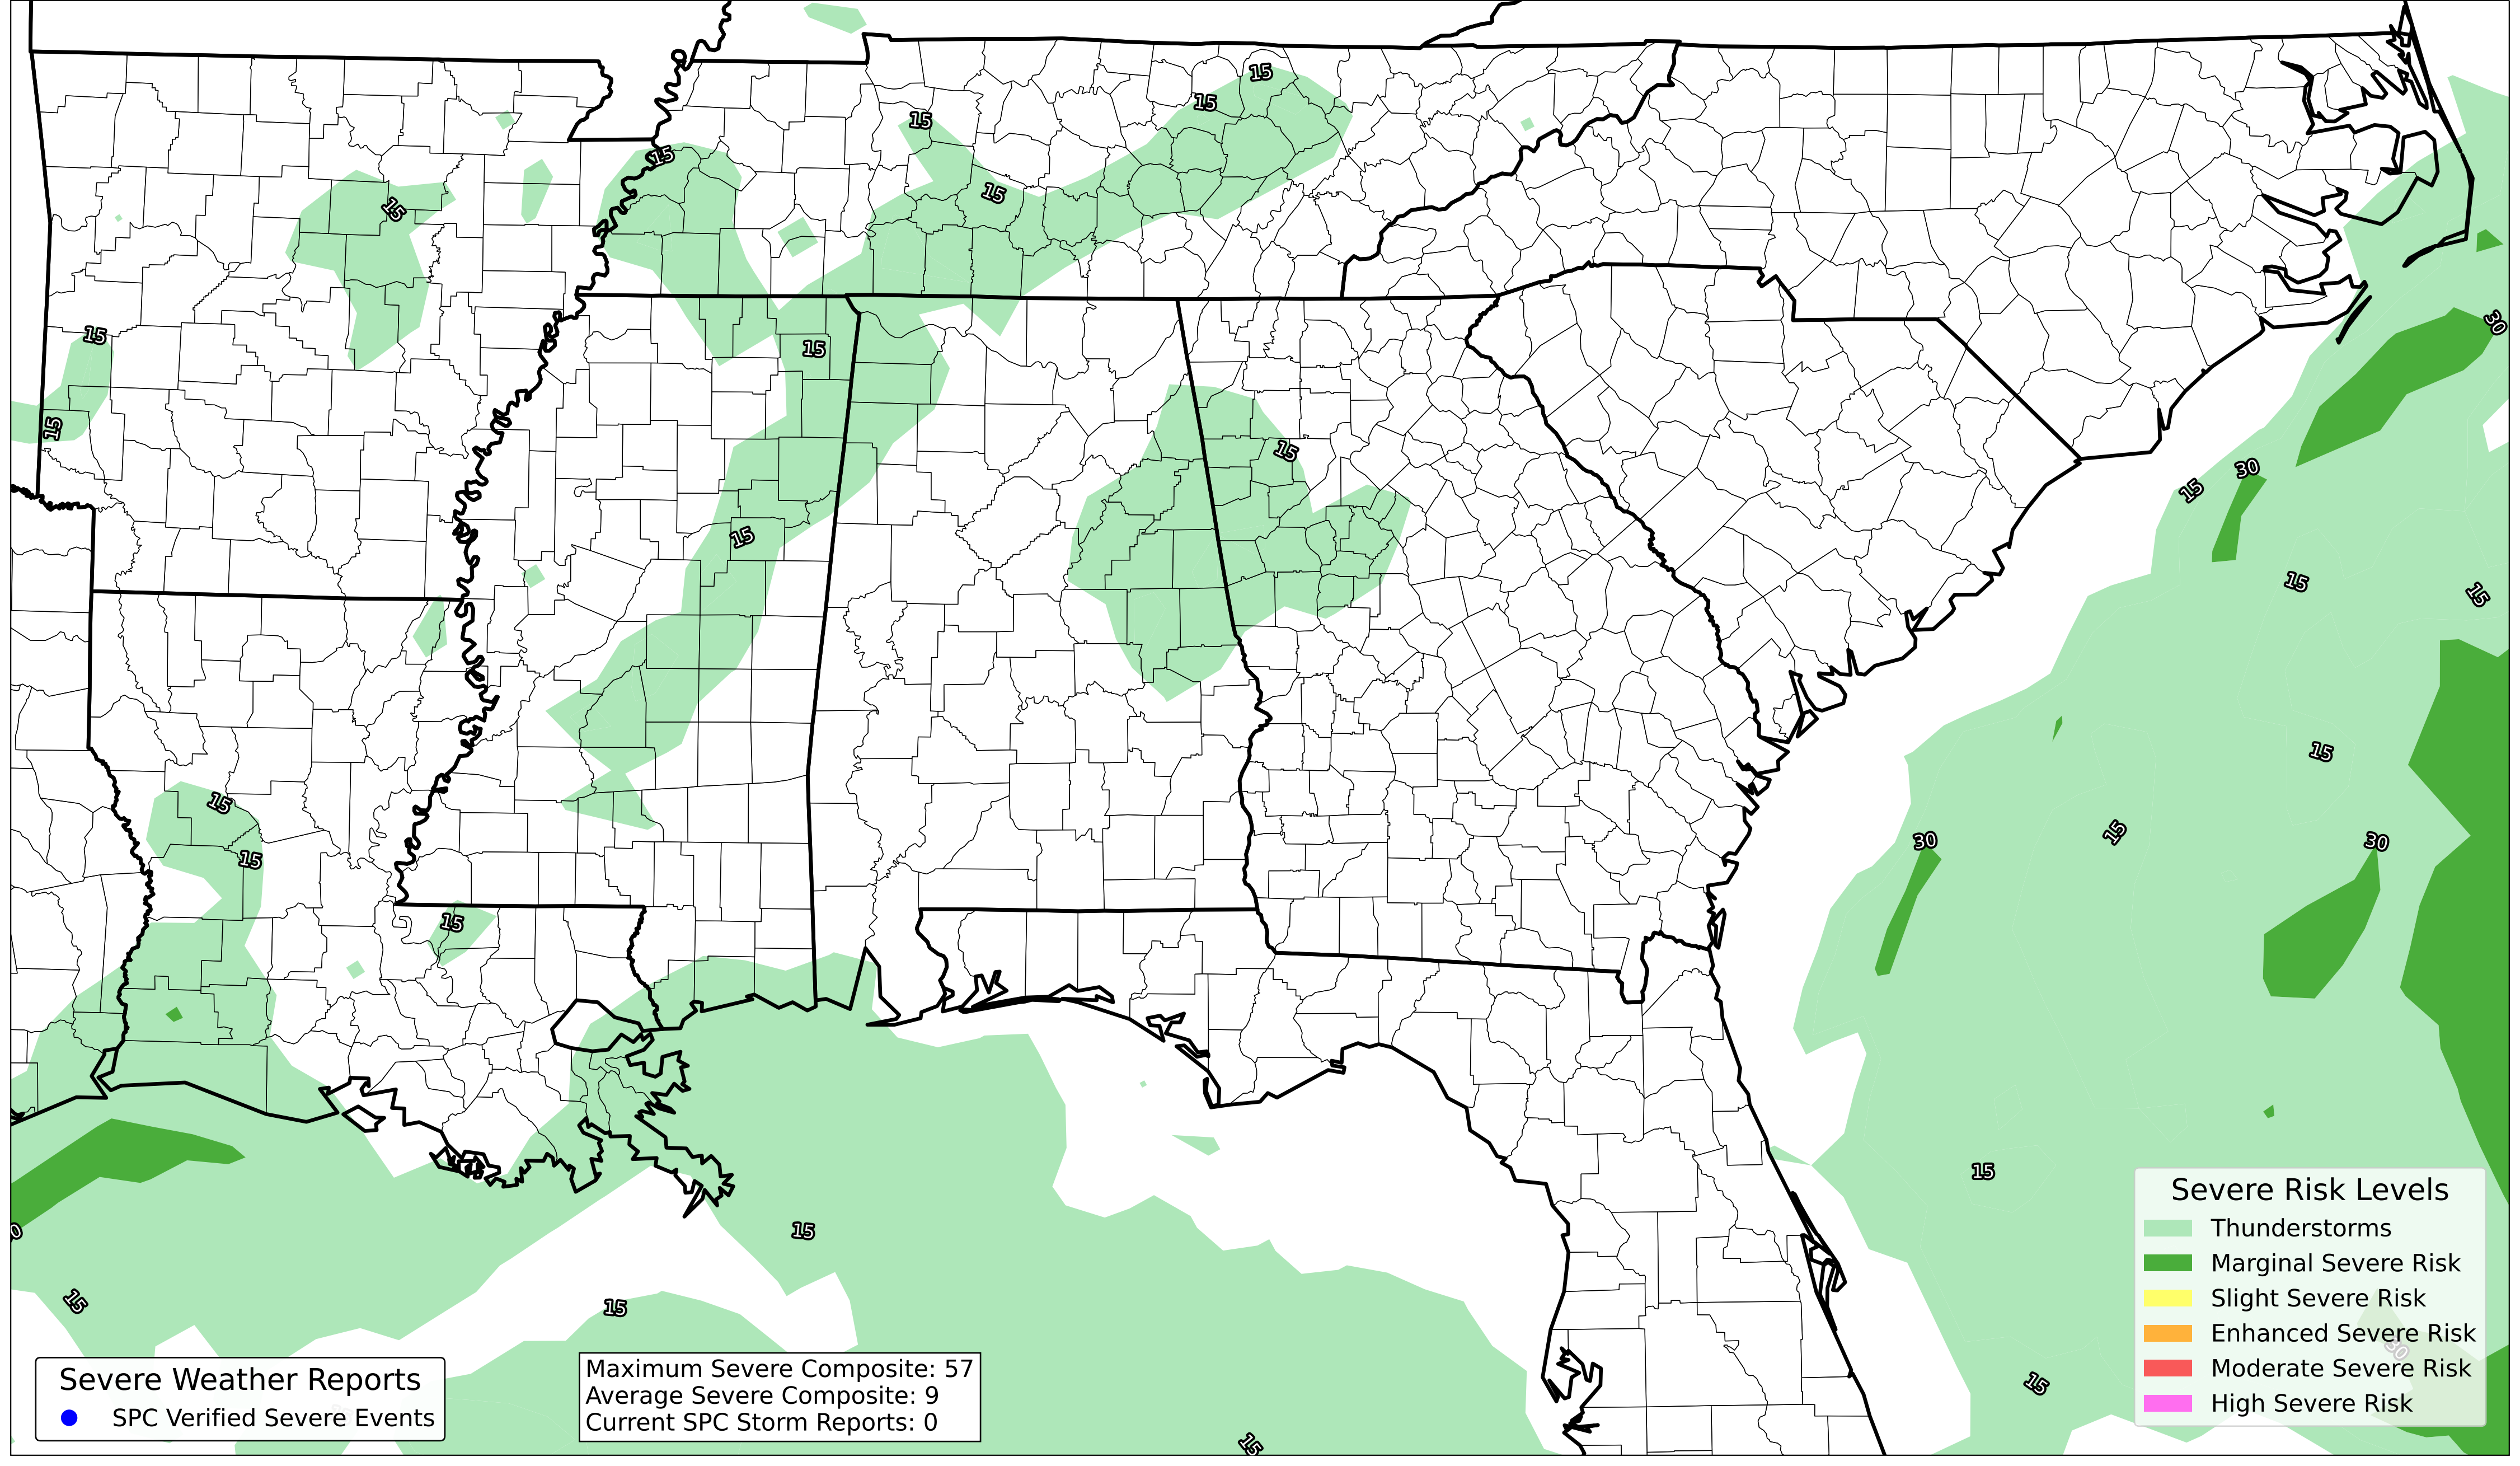 15
15
15
15
15
15
15
30
15
15
15
15
30
15
15
15
15
15
15
30
15
30
15
15
15
0
15
15
15
15
15
Severe Risk Levels
Thunderstorms
Marginal Severe Risk
Slight Severe Risk
Enhanced Severe Risk
Moderate Severe Risk
High Severe Risk
30
Severe Weather Reports
SPC Verified Severe Events
Maximum Severe Composite: 57
Average Severe Composite: 9
Current SPC Storm Reports: 0